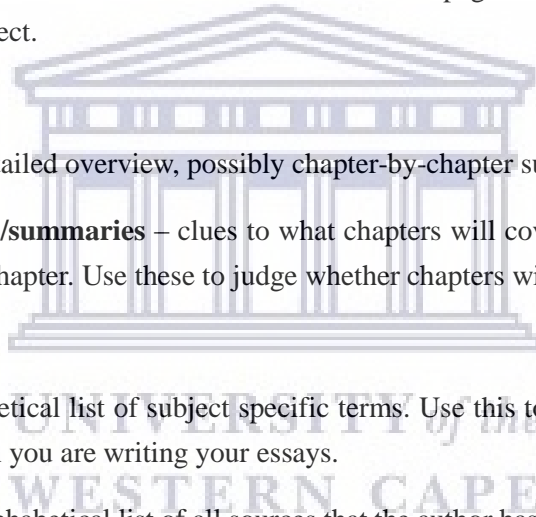 ect.
ailed overview, possibly chapter-by-chapter su
/summaries – clues to what chapters will cov
hapter. Use these to judge whether chapters wi
etical list of subject specific terms. Use this to
UNIVERSITY of the
you are writing your essays.
WESTERN CAPE
phabetical list of all sources that the author has